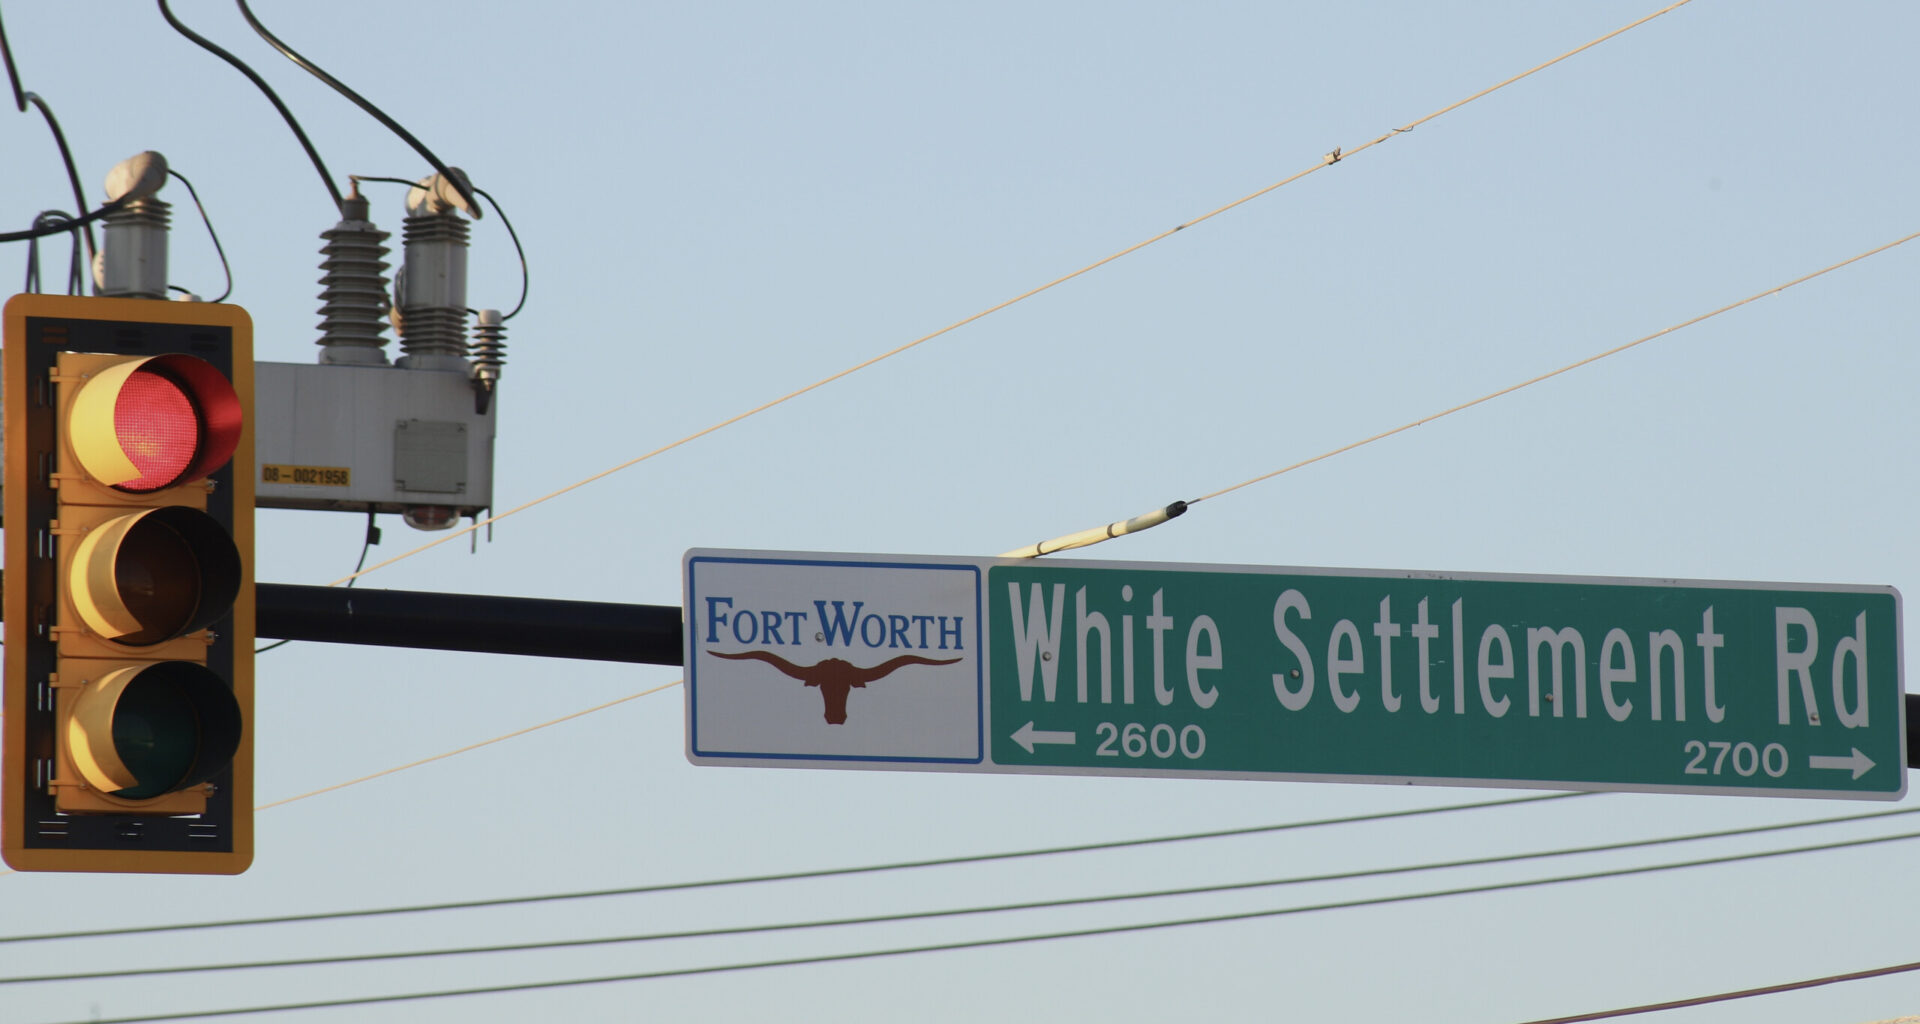 08-0021958
FORT WORTH
White Settlement Rd
← 2600
2700 →